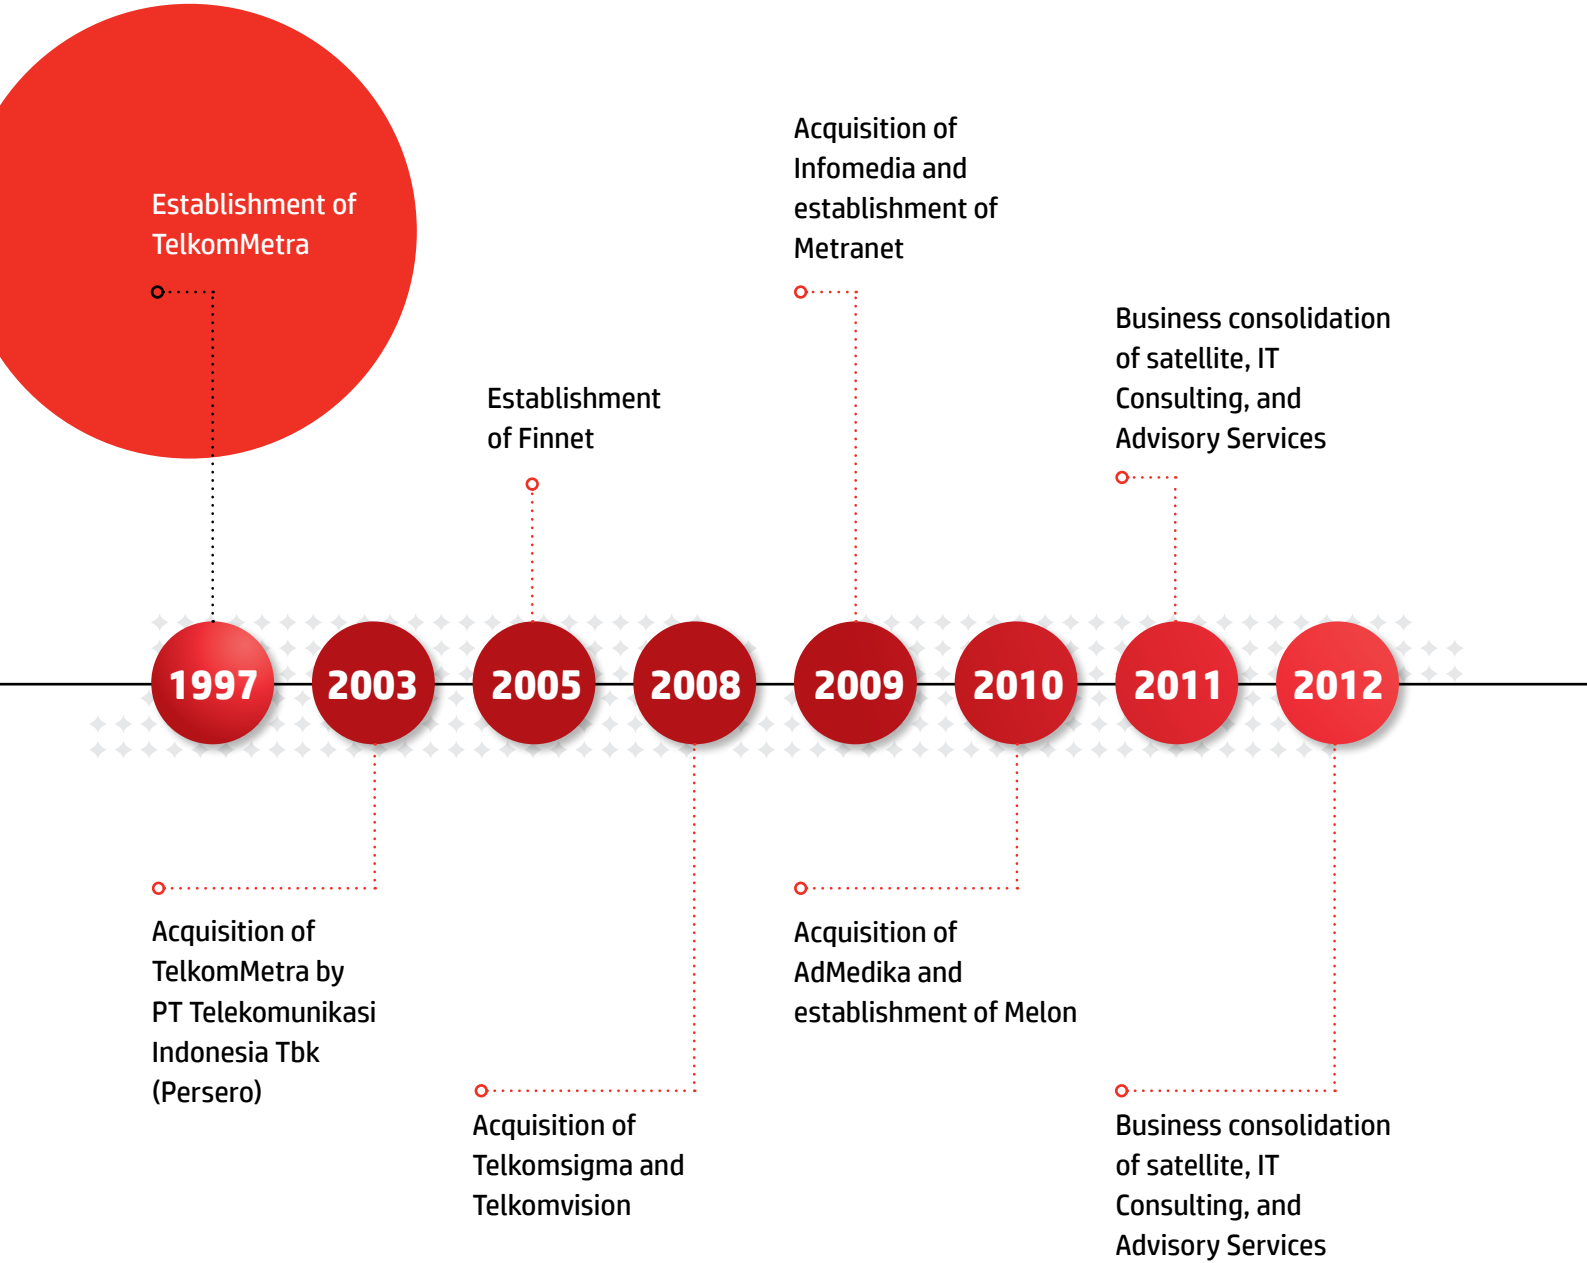 Establishment of
TelkomMetra
Establishment
of Finnet
Acquisition of
Infomedia and
establishment of
Metranet
Business consolidation
of satellite, IT
Consulting, and
Advisory Services
1997
2003
2005
2008
2009
2010
2011
2012
Acquisition of
TelkomMetra by
PT Telekomunikasi
Indonesia Tbk
(Persero)
Acquisition of
Telkomsigma and
Telkomvision
Acquisition of
AdMedika and
establishment of Melon
Business consolidation
of satellite, IT
Consulting, and
Advisory Services